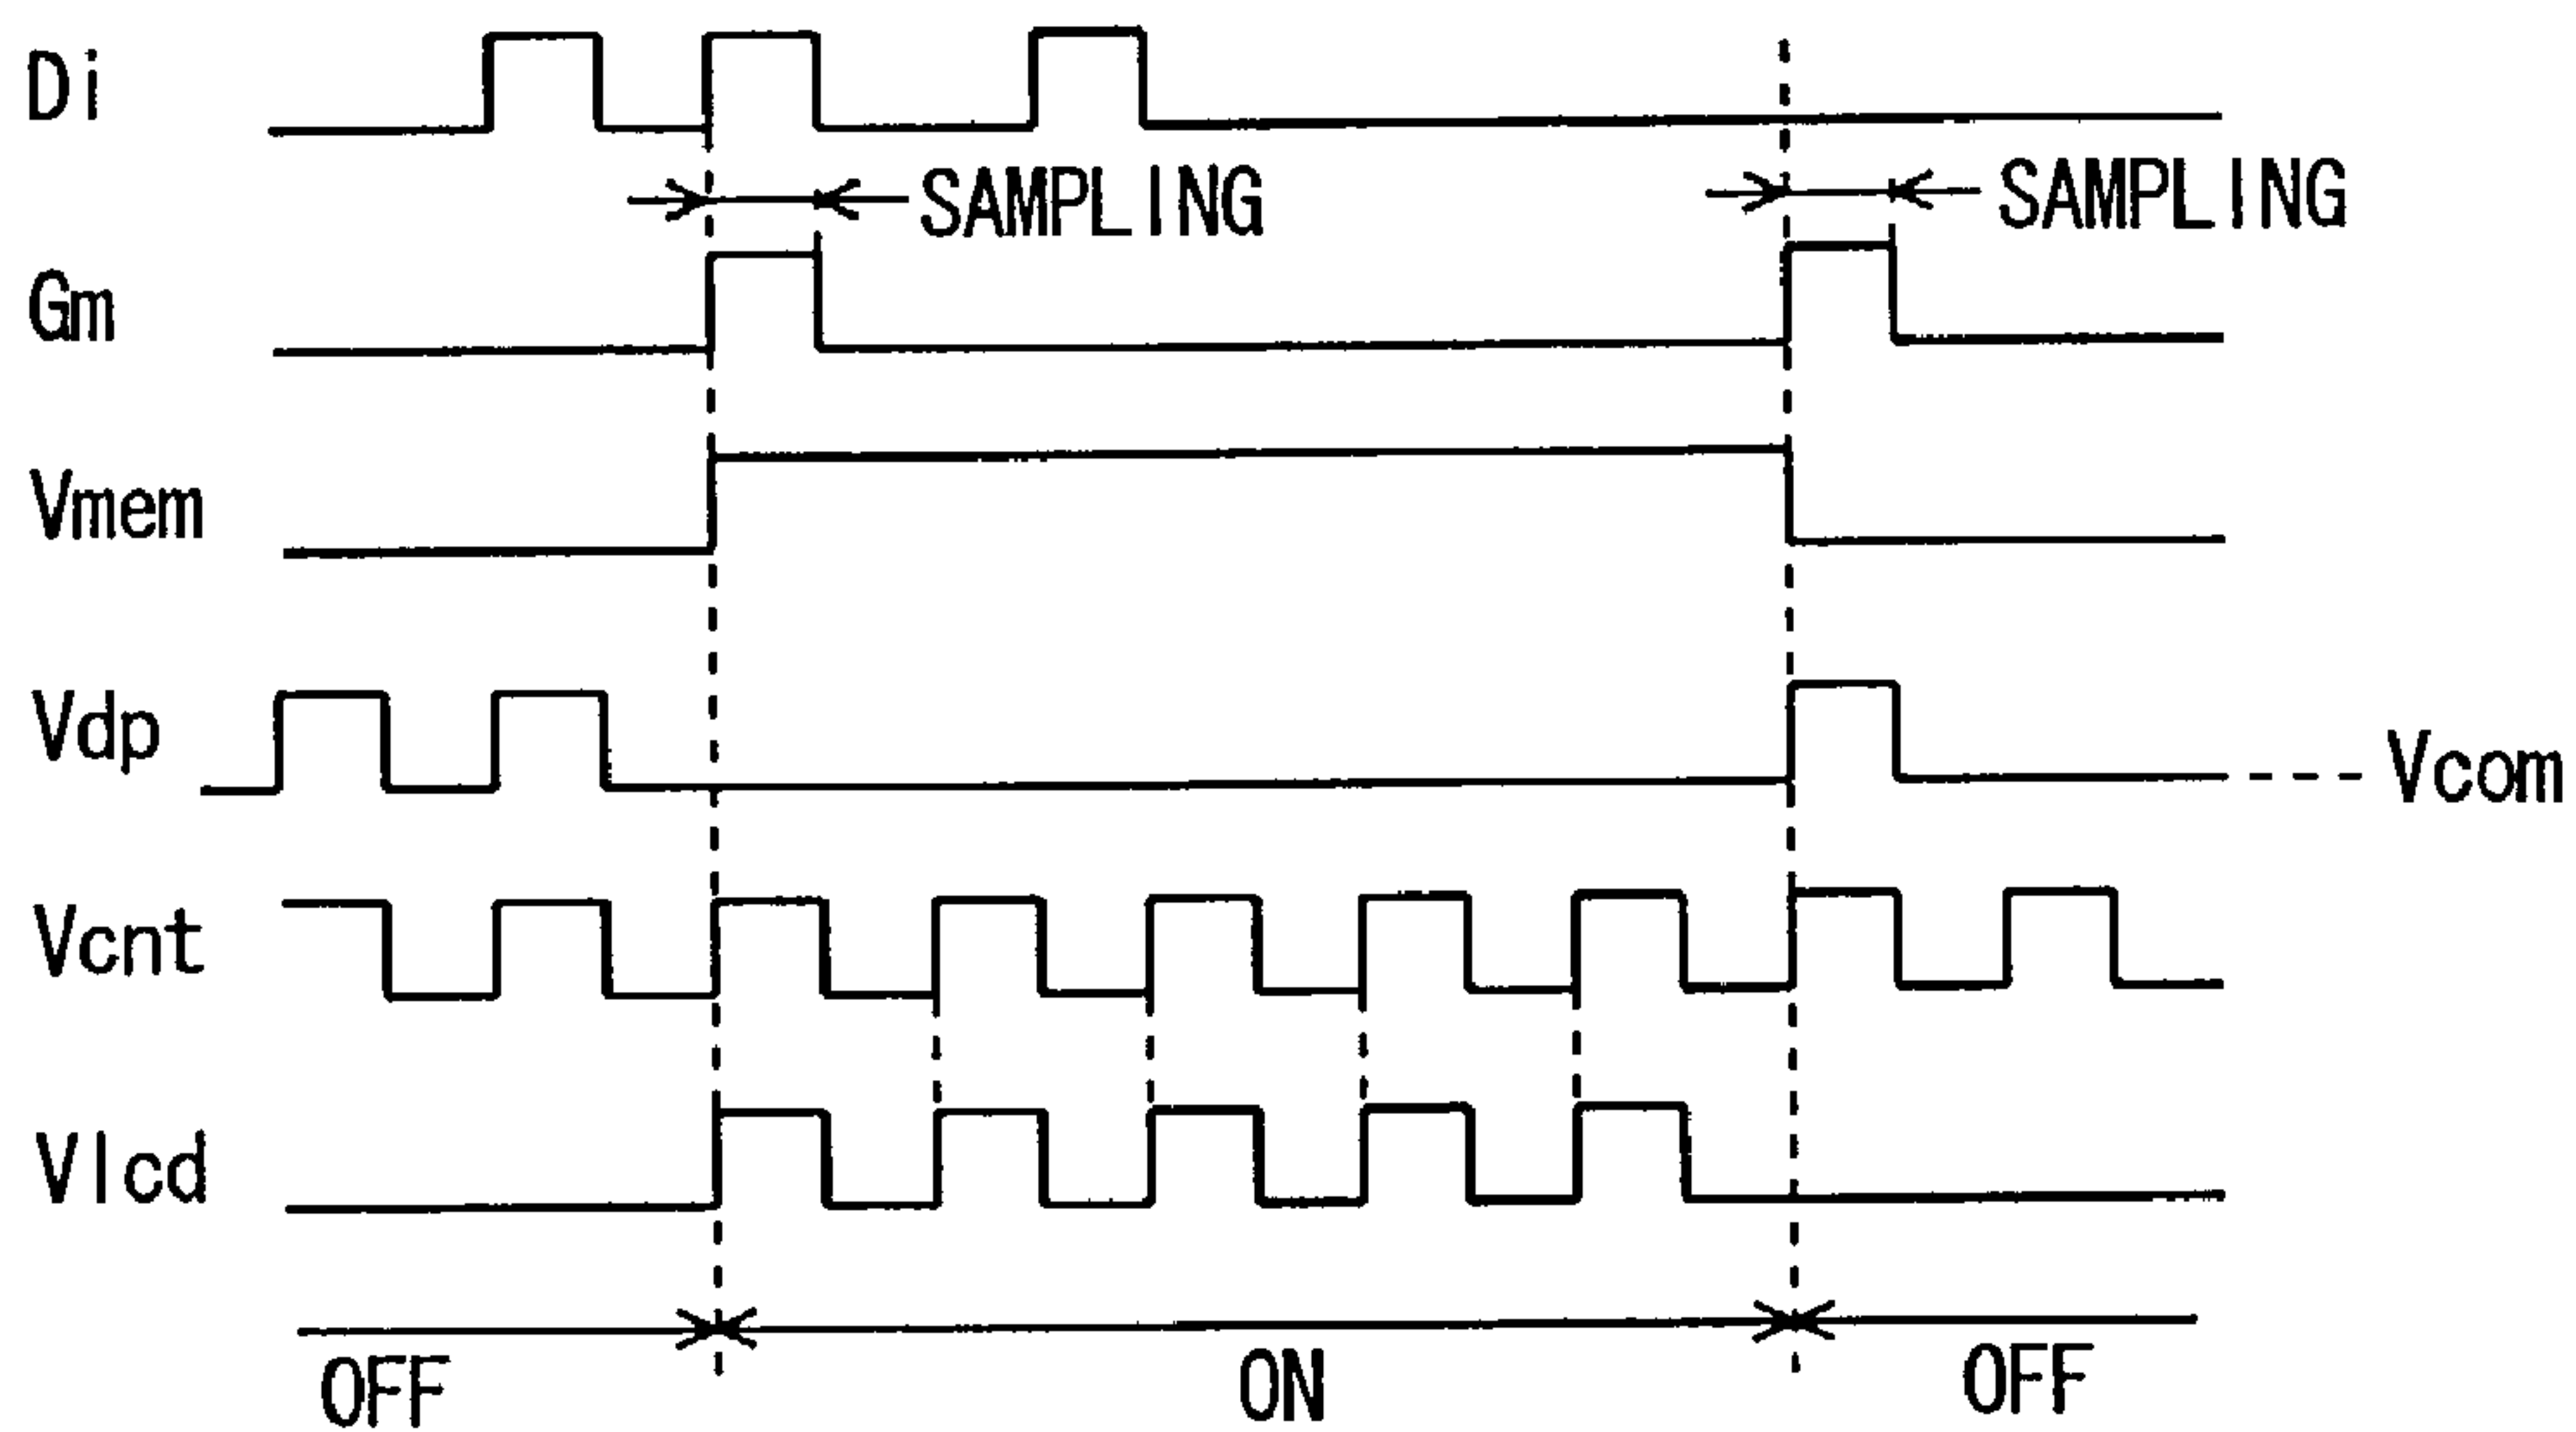 Di
SAMPLING SAMPLING
Gm
Vmem
Vdp
Vcom
Vcnt
Vlcd
OFF ON OFF